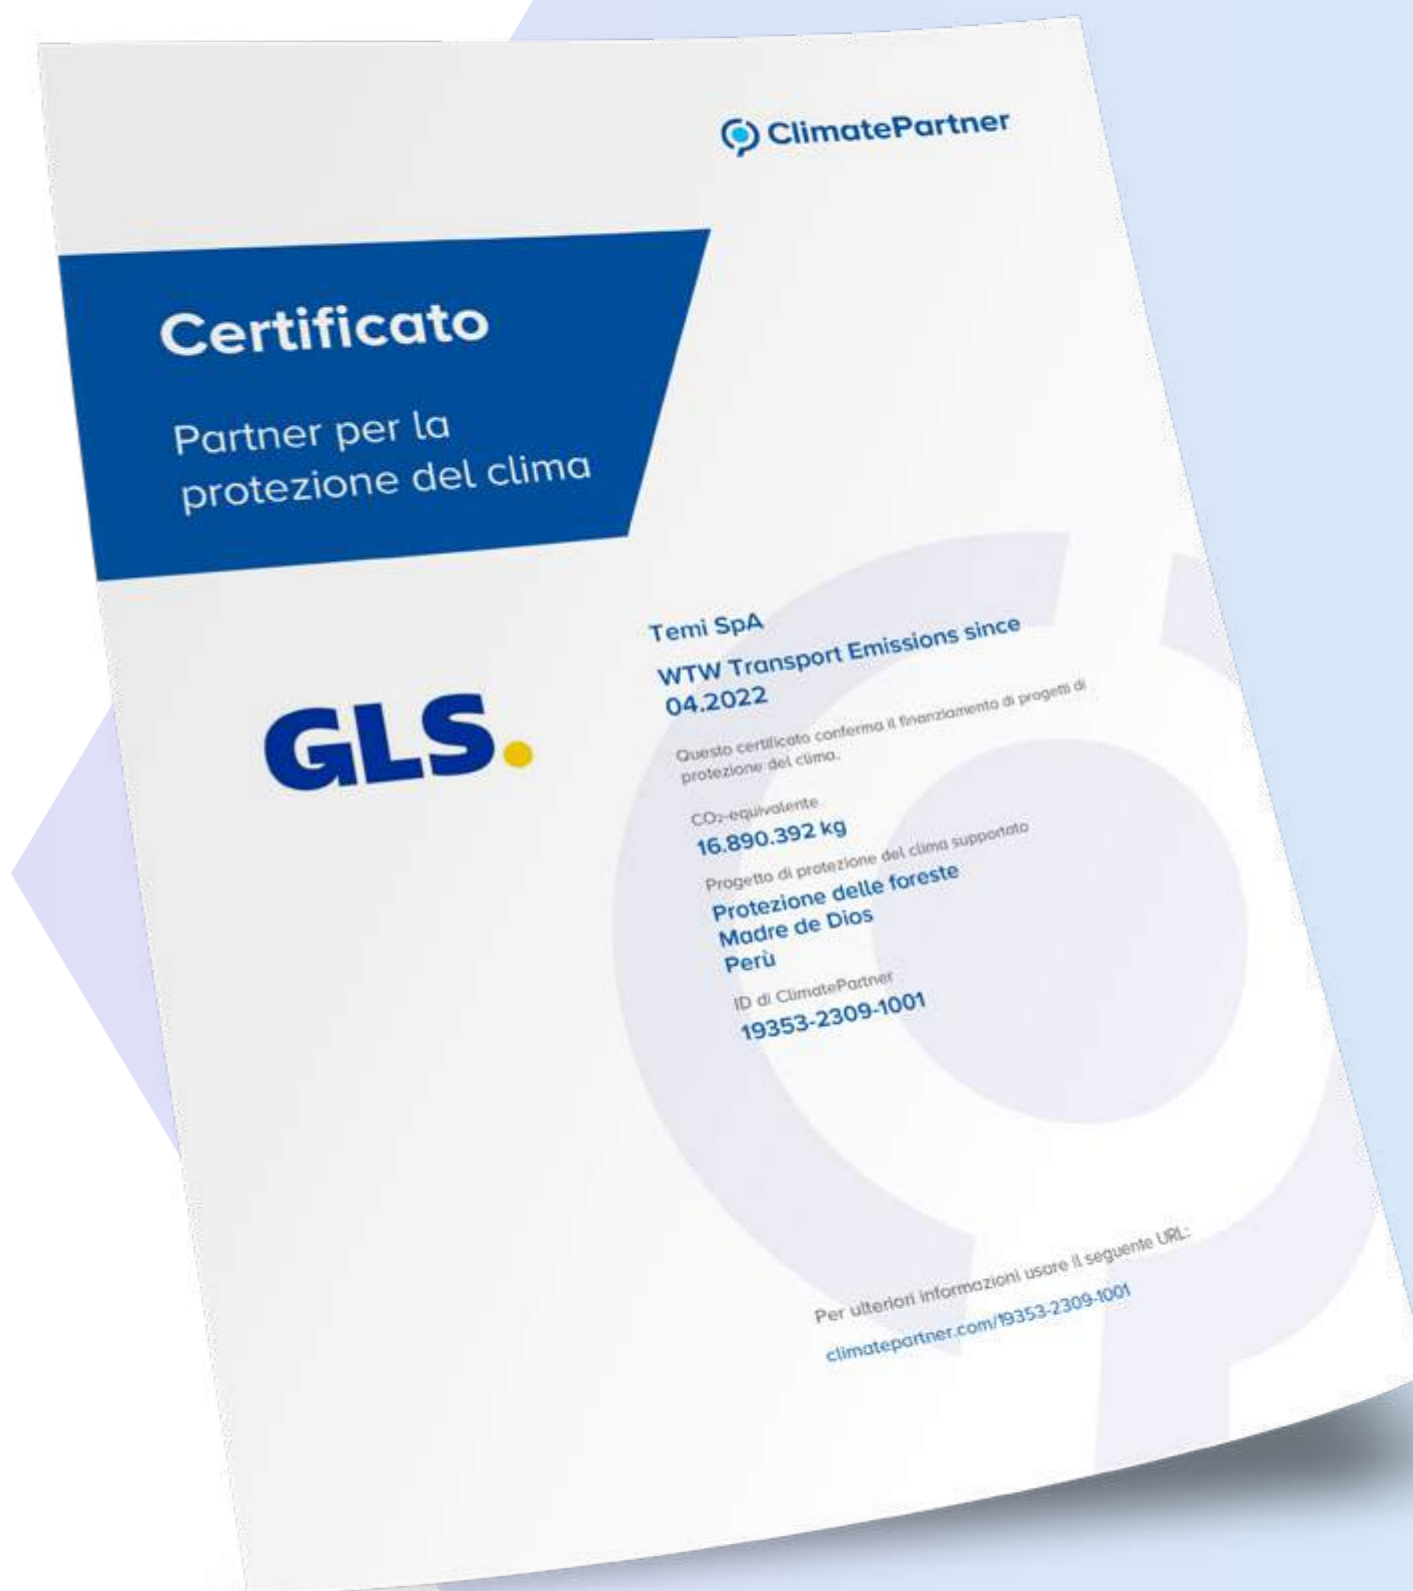 ClimatePartner
Certificato
Partner per la
protezione del clima
GLS.
Temi SpA
WTW Transport Emissions since
04.2022
Questo certificato conferma il finanziamento di progetti di
protezione del clima.
CO₂-equivalente
16.890.392 kg
Progetto di protezione del clima supportato
Protezione delle foreste
Madre de Dios
Perù
ID di ClimatePartner
19353-2309-1001
Per ulteriori informazioni usare il seguente URL:
climatepartner.com/19353-2309-1001